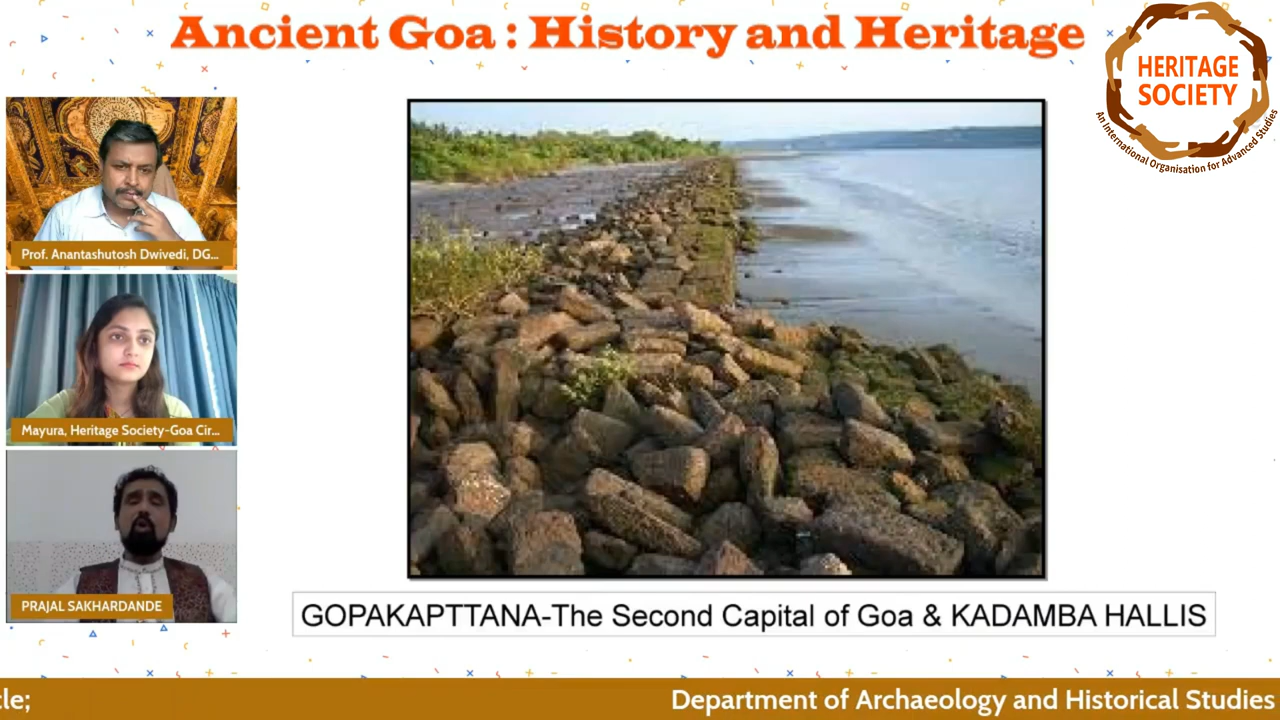 Ancient Goa : History and Heritage
HERITAGE
SOCIETY
An International Organisation for Advanced Studies
Prof. Anantashutosh Dwivedi, DG...
Mayura, Heritage Society-Goa Cir...
PRAJAL SAKHARDANDE
GOPAKAPTTANA-The Second Capital of Goa & KADAMBA HALLIS
cle;
Department of Archaeology and Historical Studies